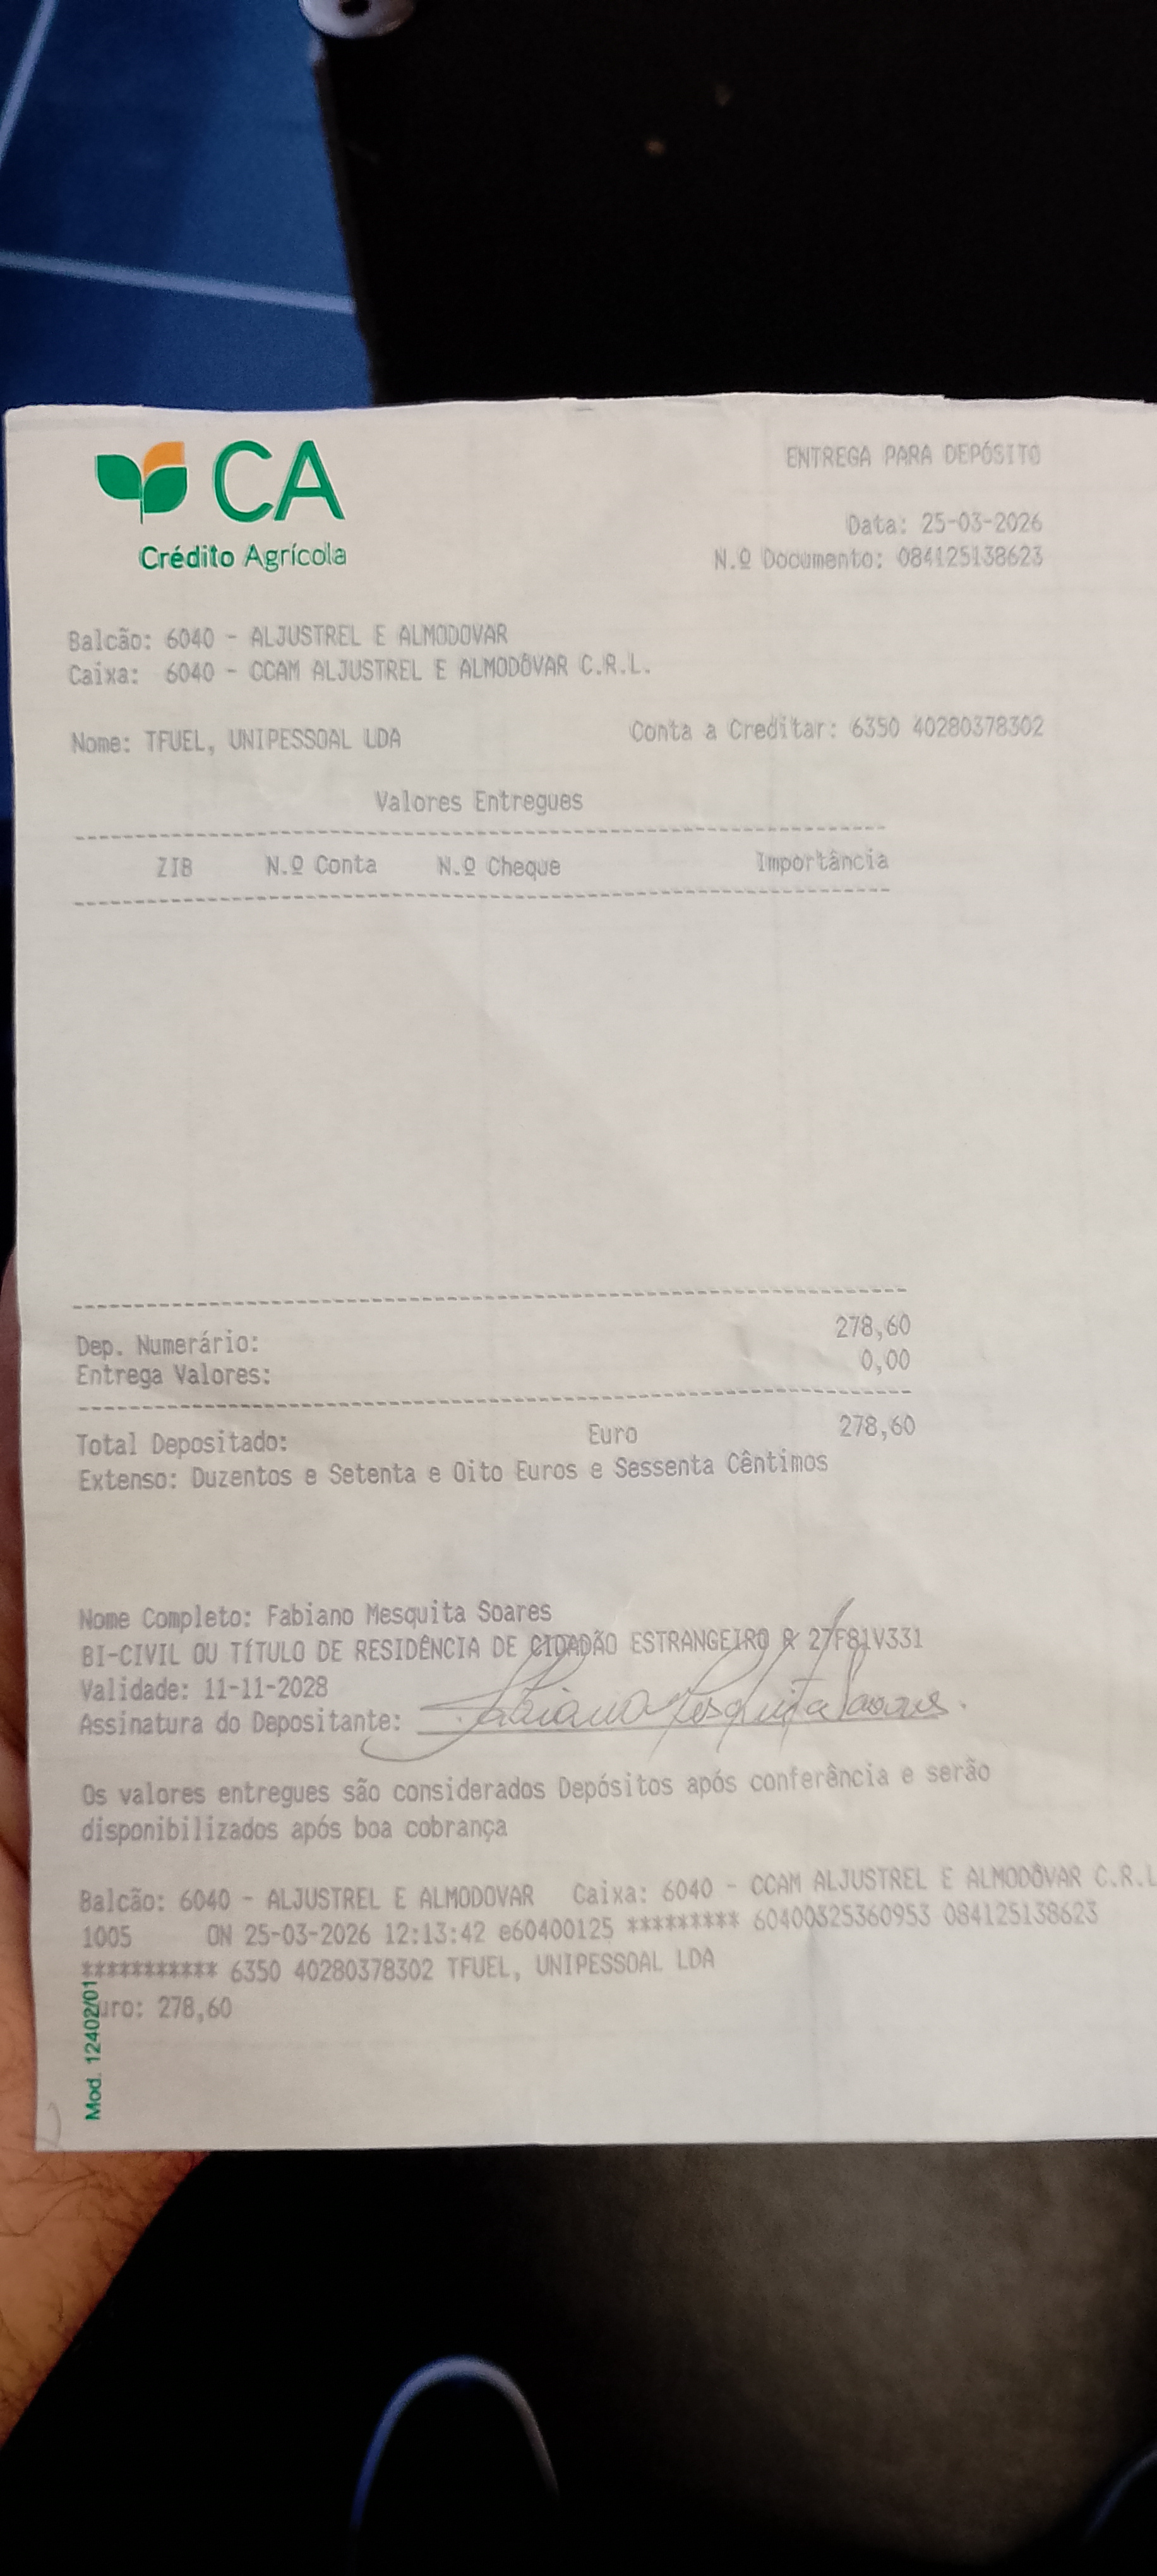 CA
Crédito Agrícola
ENTREGA PARA DEPÓSITO
Data: 25-03-2026
N.º Documento: 084125138623
Balcão: 6040 - ALJUSTREL E ALMODOVAR
Caixa: 6040 - CCAM ALJUSTREL E ALMODÔVAR C.R.L.
Nome: TFUEL, UNIPESSOAL LDA
Conta a Creditar: 6350 40280378302
Valores Entregues
ZIB N.º Conta N.º Cheque Importância
Dep. Numerário: 278,60
Entrega Valores: 0,00
Total Depositado: Euro 278,60
Extenso: Duzentos e Setenta e Oito Euros e Sessenta Cêntimos
Nome Completo: Fabiano Mesquita Soares
BI-CIVIL OU TÍTULO DE RESIDÊNCIA DE CIDADÃO ESTRANGEIRO R 27F81V331
Validade: 11-11-2028
Assinatura do Depositante: Fabiano Mesquita Soares
Os valores entregues são considerados Depósitos após conferência e serão
disponibilizados após boa cobrança
Balcão: 6040 - ALJUSTREL E ALMODOVAR Caixa: 6040 - CCAM ALJUSTREL E ALMODÔVAR C.R.L
1005 ON 25-03-2026 12:13:42 e60400125 ********* 60400325360953 084125138623
*********** 6350 40280378302 TFUEL, UNIPESSOAL LDA
uro: 278,60
Mod. 12402/01